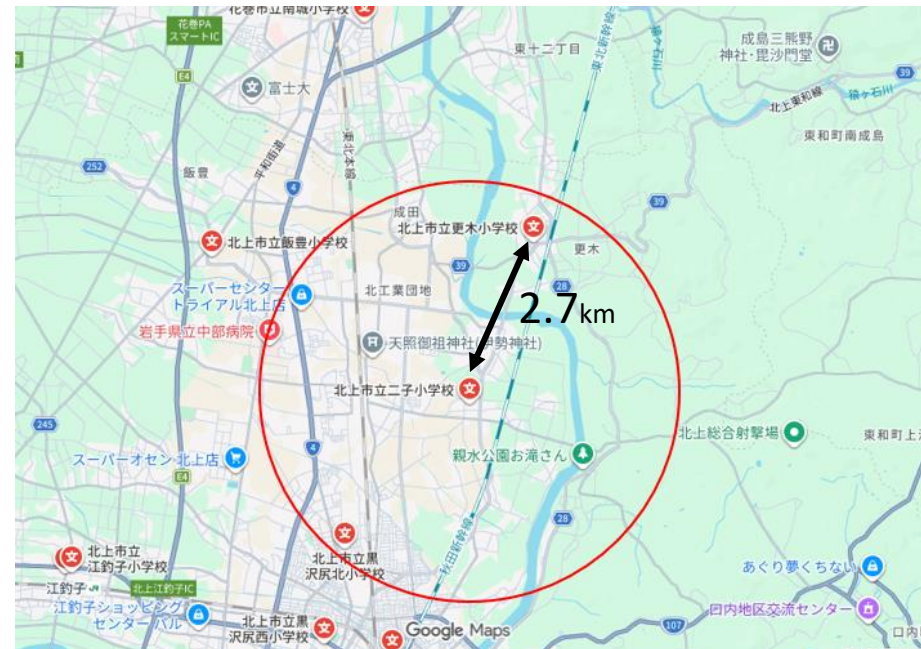 花巻市立南城小学校
花巻PA
スマートIC
E4
富士大
東十二丁目
東北新幹線
成島三熊野
神社・毘沙門堂
39
北上東和線
猿ヶ石川
東和町南成島
東北本線
平和街道
252
飯豊
4
成田
北上市立更木小学校
39
更木
北上市立飯豊小学校
39
28
スーパーセンター
トライアル北上店
北工業団地
2.7km
岩手県立中部病院
天照御祖神社(伊勢神社)
北上市立二子小学校
245
4
北上総合射撃場
スーパーオセン 北上店
E4
親水公園お滝さん
28
秋田新幹線
北上市立
江釣子小学校
北上市立黒
沢尻北小学校
あぐり夢くちない
江釣子
北上江釣子IC
江釣子ショッピング
センター パル
北上市立黒
沢尻西小学校
Google Maps
107
口内地区交流センター